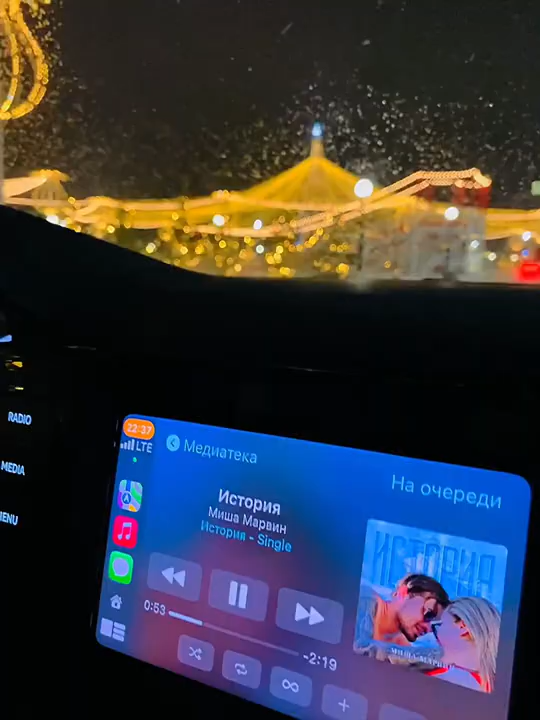 RADIO
MEDIA
MENU
22:37
LTE
Медиатека
На очереди
История
Миша Марвин
История - Single
0:53
-2:19
ИСТОРИЯ
МИША МАРВИН